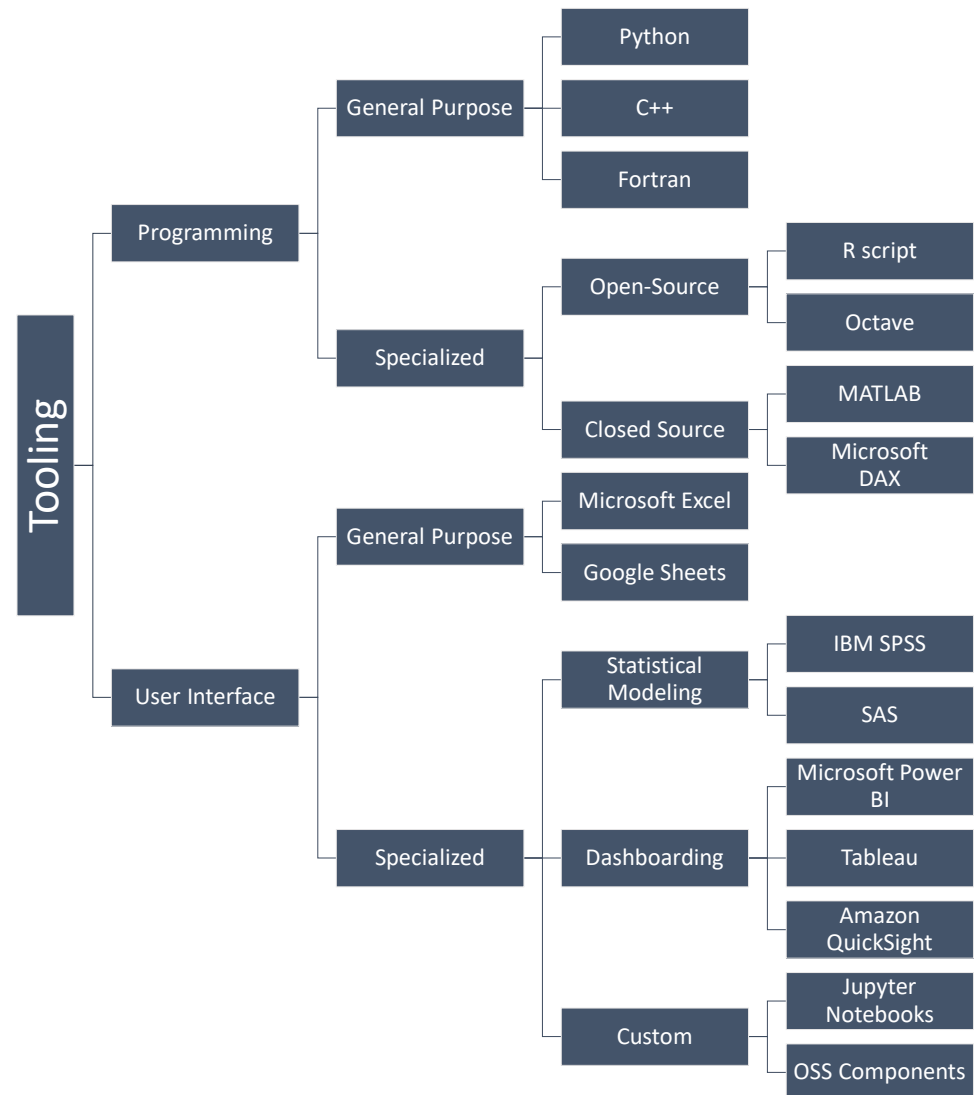 Tooling
Programming
General Purpose
Python
C++
Fortran
Specialized
Open-Source
R script
Octave
Closed Source
MATLAB
Microsoft
DAX
User Interface
General Purpose
Microsoft Excel
Google Sheets
Specialized
Statistical
Modeling
IBM SPSS
SAS
Dashboarding
Microsoft Power
BI
Tableau
Amazon
QuickSight
Custom
Jupyter
Notebooks
OSS Components